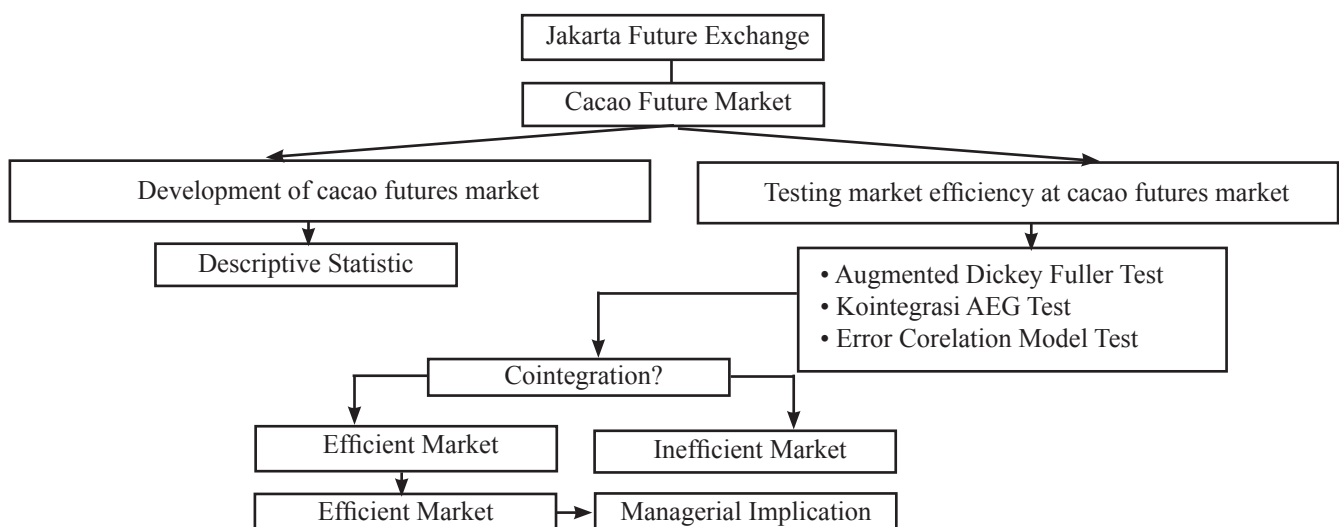 Jakarta Future Exchange
Cacao Future Market
Development of cacao futures market
Testing market efficiency at cacao futures market
Descriptive Statistic
• Augmented Dickey Fuller Test
• Kointegrasi AEG Test
• Error Corelation Model Test
Cointegration?
Efficient Market
Inefficient Market
Efficient Market
Managerial Implication